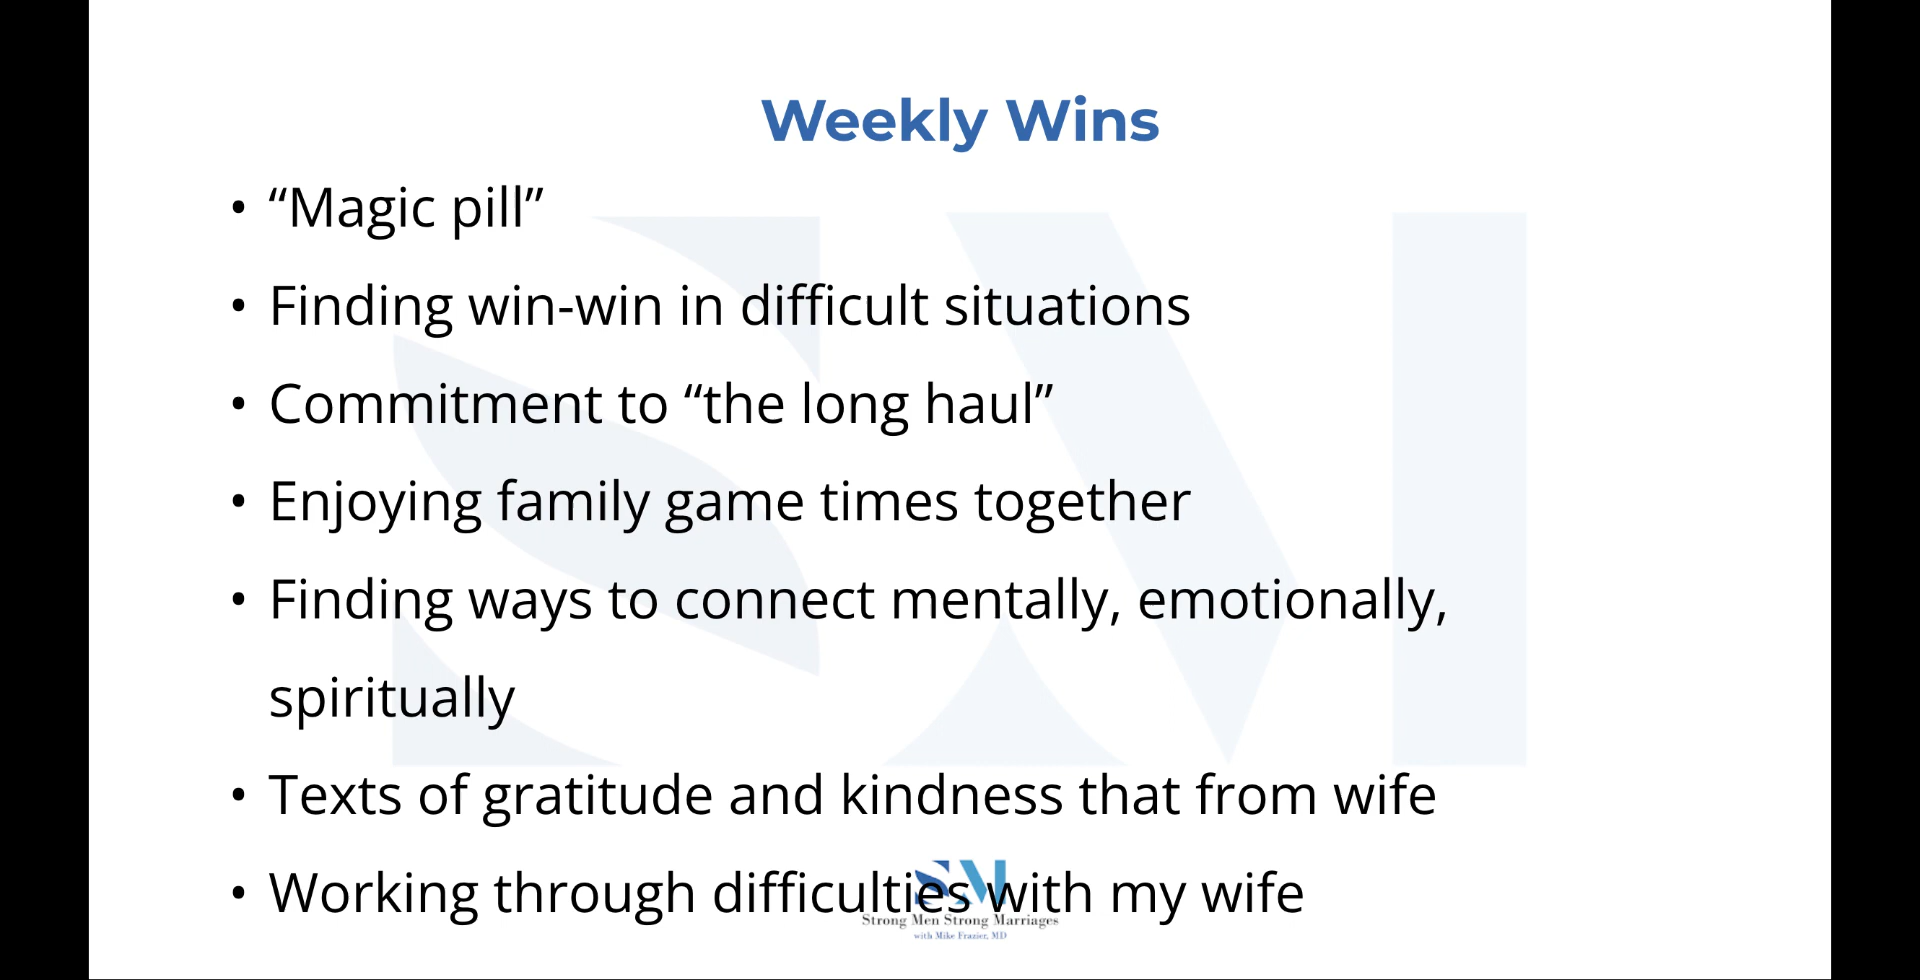 Weekly Wins
• “Magic pill”
• Finding win-win in difficult situations
• Commitment to “the long haul”
• Enjoying family game times together
• Finding ways to connect mentally, emotionally,
spiritually
• Texts of gratitude and kindness that from wife
• Working through difficulties with my wife
SM
Strong Men Strong Marriages
with Mike Frazier, MD